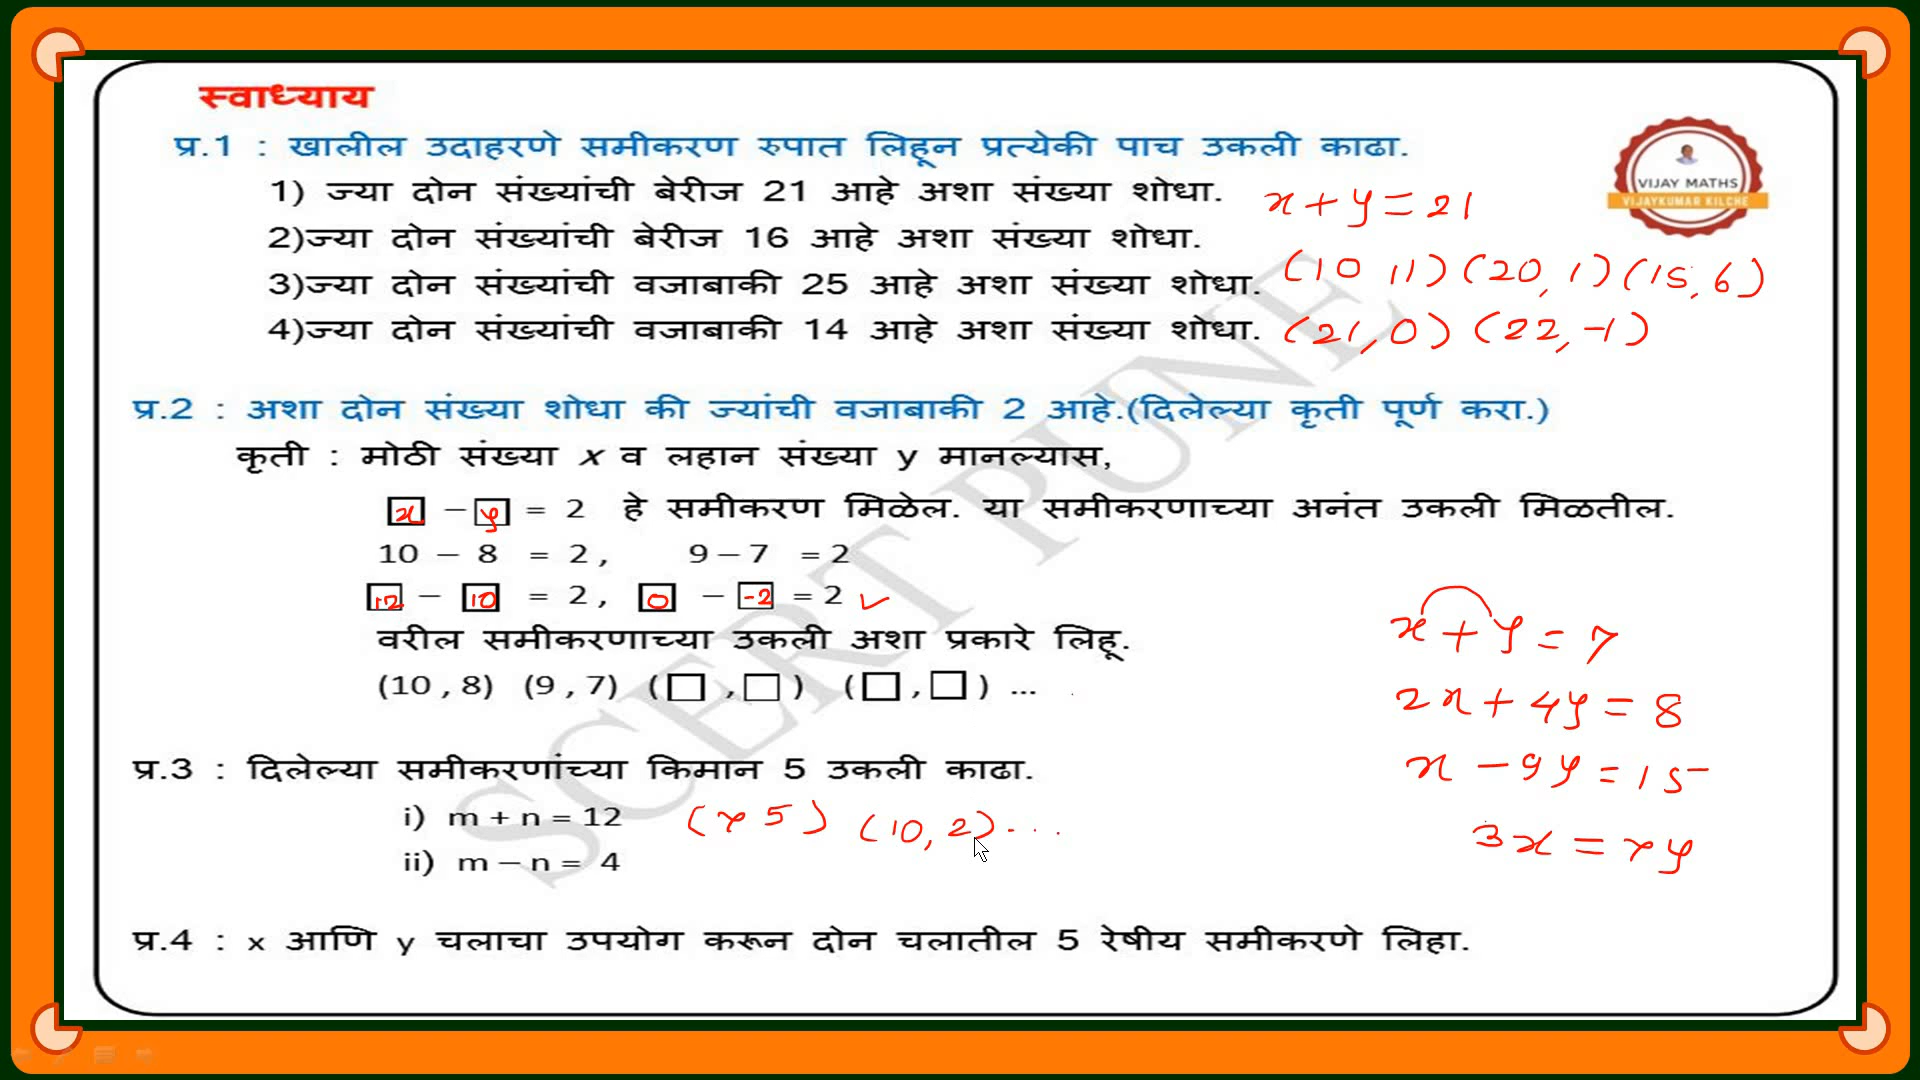 स्वाध्याय
प्र.1 : खालील उदाहरणे समीकरण रुपात लिहून प्रत्येकी पाच उकली काढा.
1) ज्या दोन संख्यांची बेरीज 21 आहे अशा संख्या शोधा. x + y = 21
2)ज्या दोन संख्यांची बेरीज 16 आहे अशा संख्या शोधा.
3)ज्या दोन संख्यांची वजाबाकी 25 आहे अशा संख्या शोधा. (10 11) (20, 1) (15, 6)
4)ज्या दोन संख्यांची वजाबाकी 14 आहे अशा संख्या शोधा. (21, 0) (22, -1)
VIJAY MATHS
VIJAYKUMAR KILCHE
प्र.2 : अशा दोन संख्या शोधा की ज्यांची वजाबाकी 2 आहे.(दिलेल्या कृती पूर्ण करा.)
कृती : मोठी संख्या x व लहान संख्या y मानल्यास,
x - y = 2 हे समीकरण मिळेल. या समीकरणाच्या अनंत उकली मिळतील.
10 - 8 = 2, 9 - 7 = 2
12 - 10 = 2, 0 - -2 = 2 ✓
वरील समीकरणाच्या उकली अशा प्रकारे लिहू.
(10 , 8) (9 , 7) (□ , □) (□ , □) ...
x + y = 7
2x + 4y = 8
x - 9y = 15
3x = 7y
प्र.3 : दिलेल्या समीकरणांच्या किमान 5 उकली काढा.
i) m + n = 12 (7 5) (10, 2) ...
ii) m - n = 4
प्र.4 : x आणि y चलाचा उपयोग करून दोन चलातील 5 रेषीय समीकरणे लिहा.
SCERT PUNE